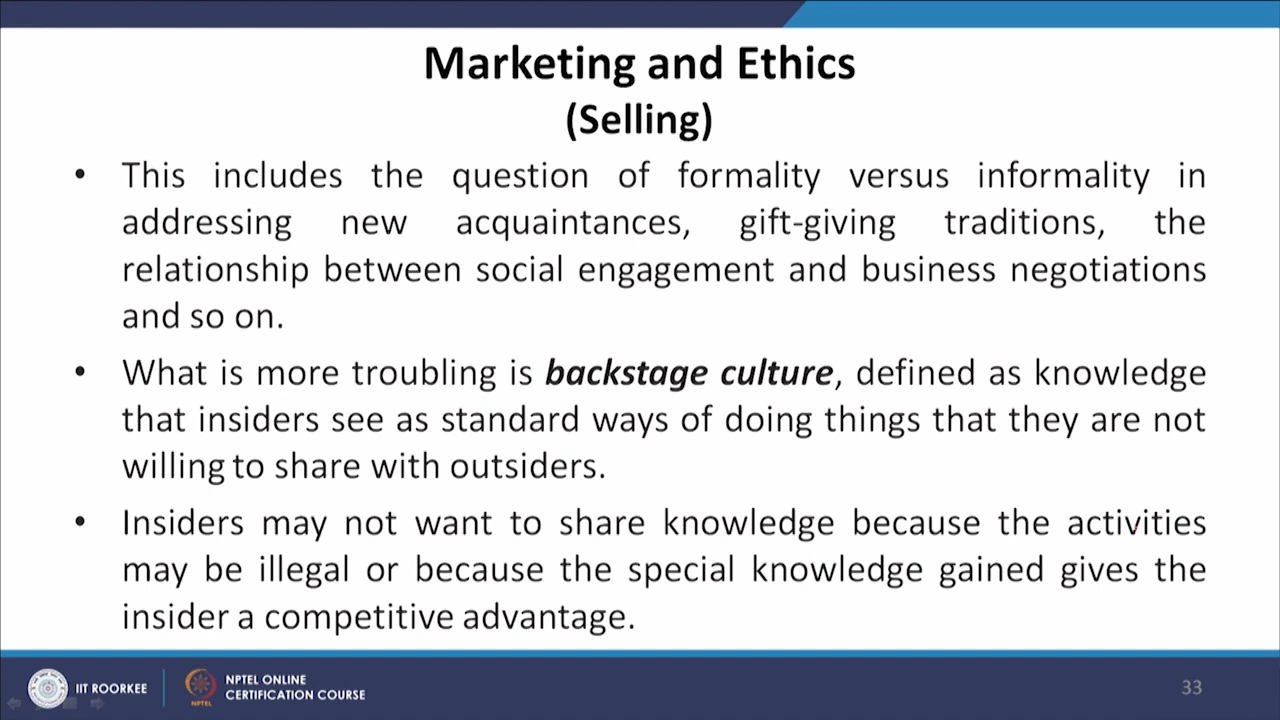 Marketing and Ethics
(Selling)
• This includes the question of formality versus informality in
addressing new acquaintances, gift-giving traditions, the
relationship between social engagement and business negotiations
and so on.
• What is more troubling is backstage culture, defined as knowledge
that insiders see as standard ways of doing things that they are not
willing to share with outsiders.
• Insiders may not want to share knowledge because the activities
may be illegal or because the special knowledge gained gives the
insider a competitive advantage.
IIT ROORKEE
NPTEL
NPTEL ONLINE
CERTIFICATION COURSE
33